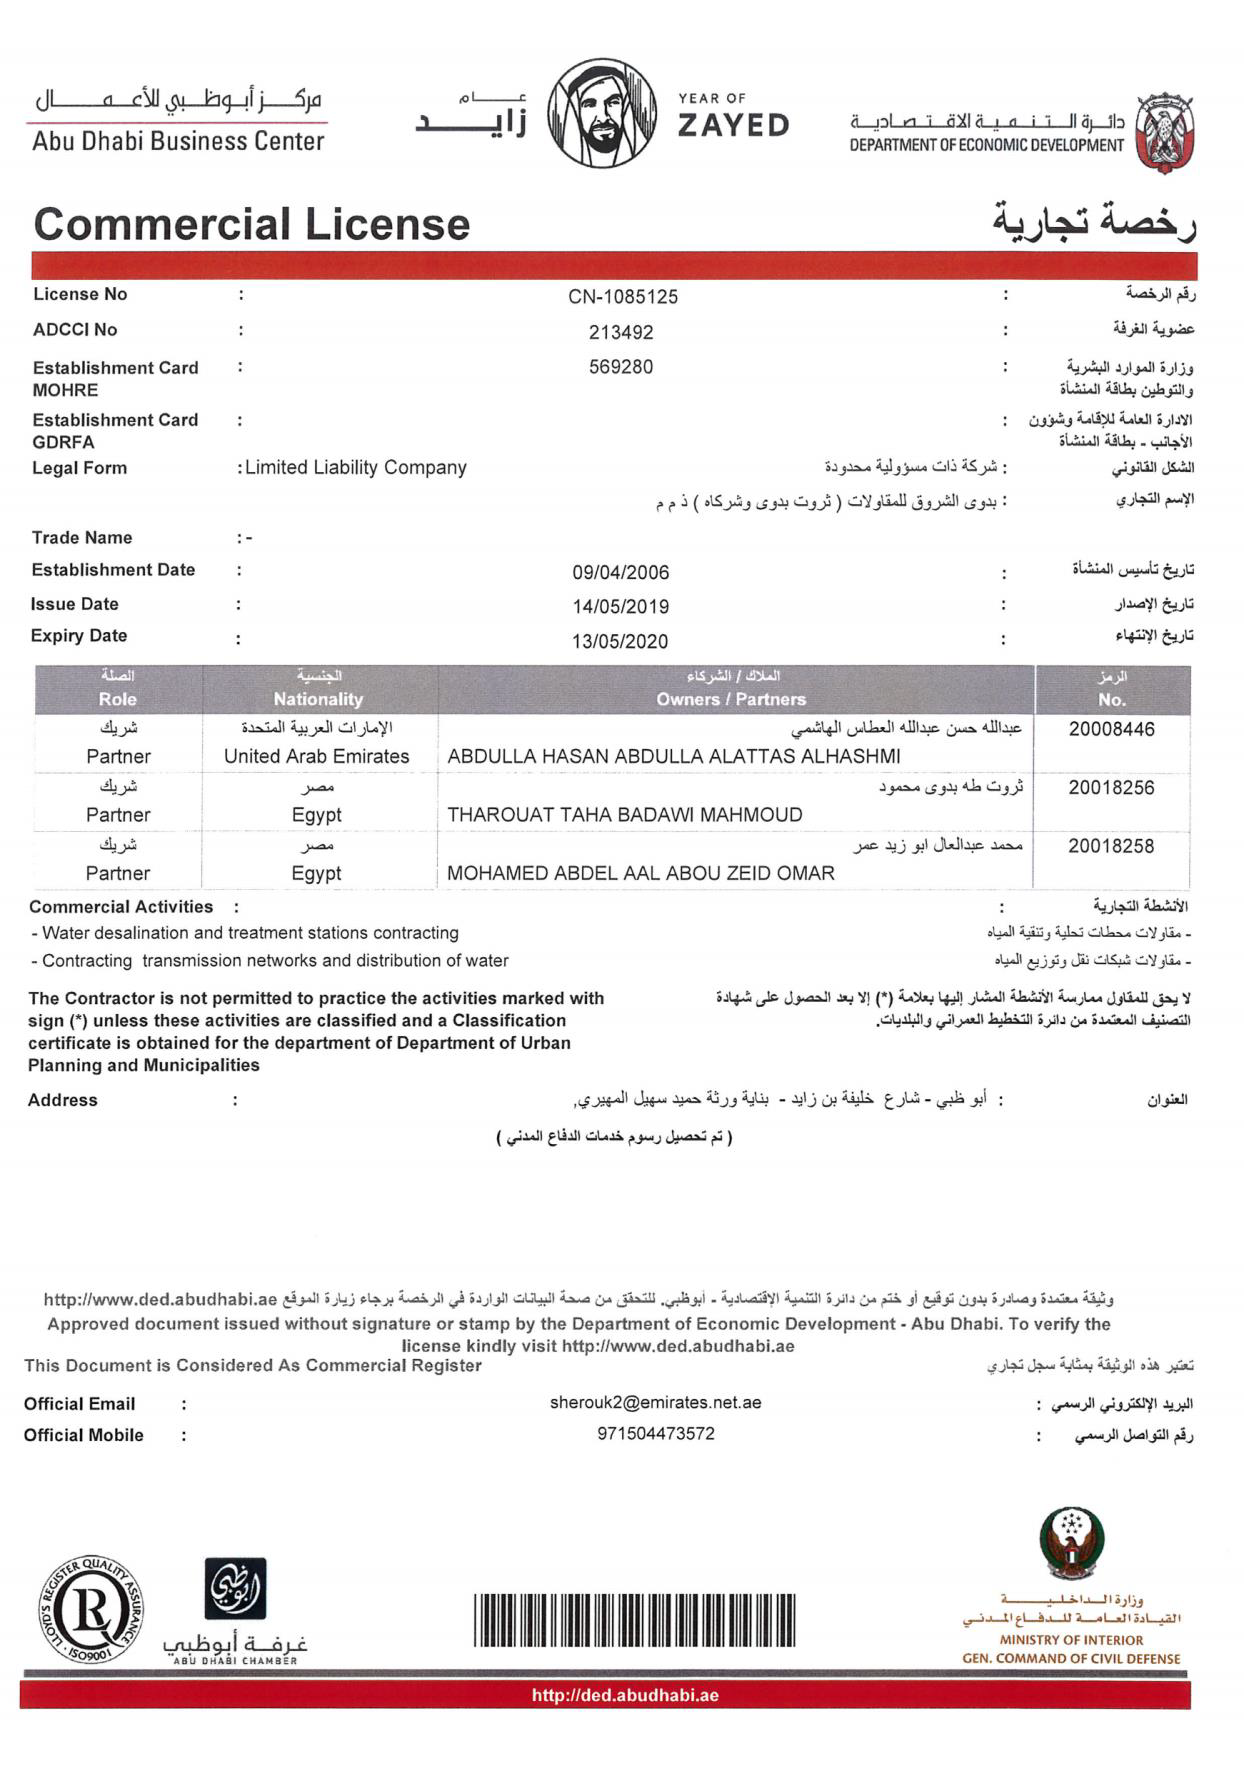 مركز أبوظبي للأعمال
Abu Dhabi Business Center
عام
زايد
YEAR OF
ZAYED
دائرة التنمية الاقتصادية
DEPARTMENT OF ECONOMIC DEVELOPMENT
Commercial License رخصة تجارية
License No : CN-1085125 : رقم الرخصة
ADCCI No : 213492 : عضوية الغرفة
Establishment Card : 569280 : وزارة الموارد البشرية
MOHRE والتوطين بطاقة المنشأة
Establishment Card : : الادارة العامة للإقامة وشؤون
GDRFA الأجانب - بطاقة المنشأة
Legal Form : Limited Liability Company شركة ذات مسؤولية محدودة : الشكل القانوني
بدوى الشروق للمقاولات ( ثروت بدوى وشركاه ) ذ م م : الإسم التجاري
Trade Name : -
Establishment Date : 09/04/2006 : تاريخ تأسيس المنشأة
Issue Date : 14/05/2019 : تاريخ الإصدار
Expiry Date : 13/05/2020 : تاريخ الإنتهاء
الصلة الجنسية الملاك / الشركاء الرمز
Role Nationality Owners / Partners No.
شريك الإمارات العربية المتحدة عبدالله حسن عبدالله العطاس الهاشمي 20008446
Partner United Arab Emirates ABDULLA HASAN ABDULLA ALATTAS ALHASHMI
شريك مصر ثروت طه بدوى محمود 20018256
Partner Egypt THAROUAT TAHA BADAWI MAHMOUD
شريك مصر محمد عبدالعال ابو زيد عمر 20018258
Partner Egypt MOHAMED ABDEL AAL ABOU ZEID OMAR
Commercial Activities : : الأنشطة التجارية
- Water desalination and treatment stations contracting - مقاولات محطات تحلية وتنقية المياه
- Contracting transmission networks and distribution of water - مقاولات شبكات نقل وتوزيع المياه
The Contractor is not permitted to practice the activities marked with لا يحق للمقاول ممارسة الأنشطة المشار إليها بعلامة (*) إلا بعد الحصول على شهادة
sign (*) unless these activities are classified and a Classification التصنيف المعتمدة من دائرة التخطيط العمراني والبلديات.
certificate is obtained for the department of Department of Urban
Planning and Municipalities
Address : أبو ظبي - شارع خليفة بن زايد - بناية ورثة حميد سهيل المهيري, : العنوان
( تم تحصيل رسوم خدمات الدفاع المدني )
وثيقة معتمدة وصادرة بدون توقيع أو ختم من دائرة التنمية الإقتصادية - أبوظبي. للتحقق من صحة البيانات الواردة في الرخصة برجاء زيارة الموقع http://www.ded.abudhabi.ae
Approved document issued without signature or stamp by the Department of Economic Development - Abu Dhabi. To verify the
license kindly visit http://www.ded.abudhabi.ae
This Document is Considered As Commercial Register تعتبر هذه الوثيقة بمثابة سجل تجاري
Official Email : sherouk2@emirates.net.ae : البريد الإلكتروني الرسمي
Official Mobile : 971504473572 : رقم التواصل الرسمي
LLOYD'S REGISTER QUALITY ASSURANCE
LRQ
ISO9001
أبوظبي
غرفة أبوظبي
ABU DHABI CHAMBER
وزارة الداخلية
القيادة العامة للدفاع المدني
MINISTRY OF INTERIOR
GEN. COMMAND OF CIVIL DEFENSE
http://ded.abudhabi.ae